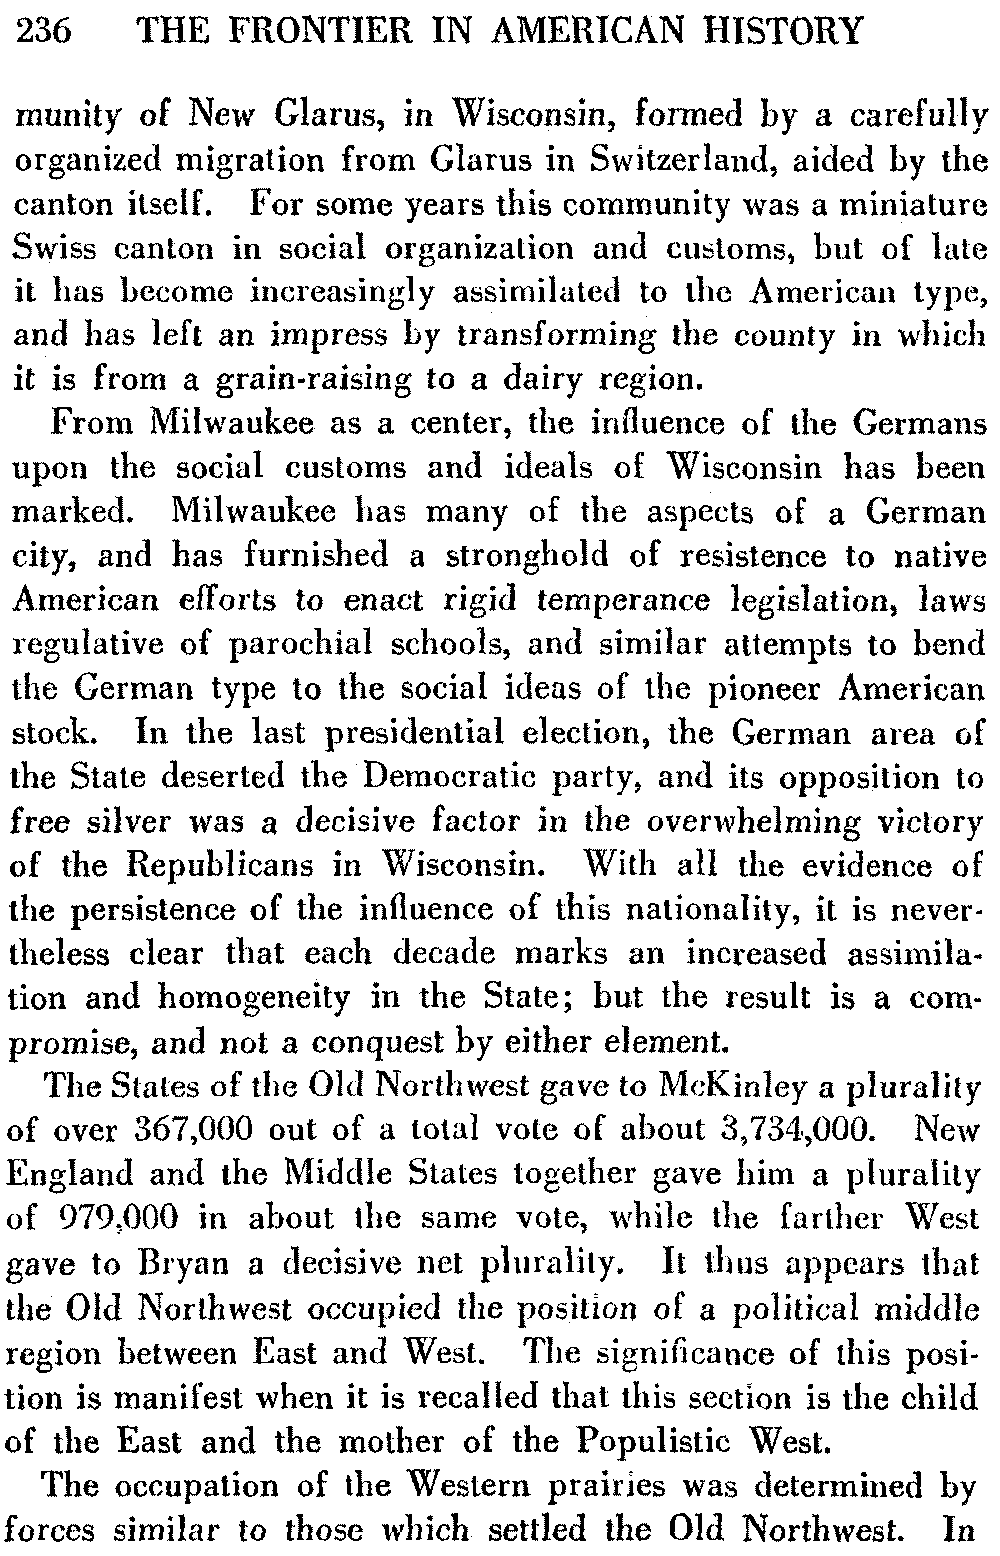 236 THE FRONTIER IN AMERICAN HISTORY
munity of New Glarus, in Wisconsin, formed by a carefully
organized migration from Glarus in Switzerland, aided by the
canton itself. For some years this community was a miniature
Swiss canton in social organization and customs, but of late
it has become increasingly assimilated to the American type,
and has left an impress by transforming the county in which
it is from a grain-raising to a dairy region.
From Milwaukee as a center, the influence of the Germans
upon the social customs and ideals of Wisconsin has been
marked. Milwaukee has many of the aspects of a German
city, and has furnished a stronghold of resistence to native
American efforts to enact rigid temperance legislation, laws
regulative of parochial schools, and similar attempts to bend
the German type to the social ideas of the pioneer American
stock. In the last presidential election, the German area of
the State deserted the Democratic party, and its opposition to
free silver was a decisive factor in the overwhelming victory
of the Republicans in Wisconsin. With all the evidence of
the persistence of the influence of this nationality, it is never-
theless clear that each decade marks an increased assimila-
tion and homogeneity in the State; but the result is a com-
promise, and not a conquest by either element.
The States of the Old Northwest gave to McKinley a plurality
of over 367,000 out of a total vote of about 3,734,000. New
England and the Middle States together gave him a plurality
of 979,000 in about the same vote, while the farther West
gave to Bryan a decisive net plurality. It thus appears that
the Old Northwest occupied the position of a political middle
region between East and West. The significance of this posi-
tion is manifest when it is recalled that this section is the child
of the East and the mother of the Populistic West.
The occupation of the Western prairies was determined by
forces similar to those which settled the Old Northwest. In